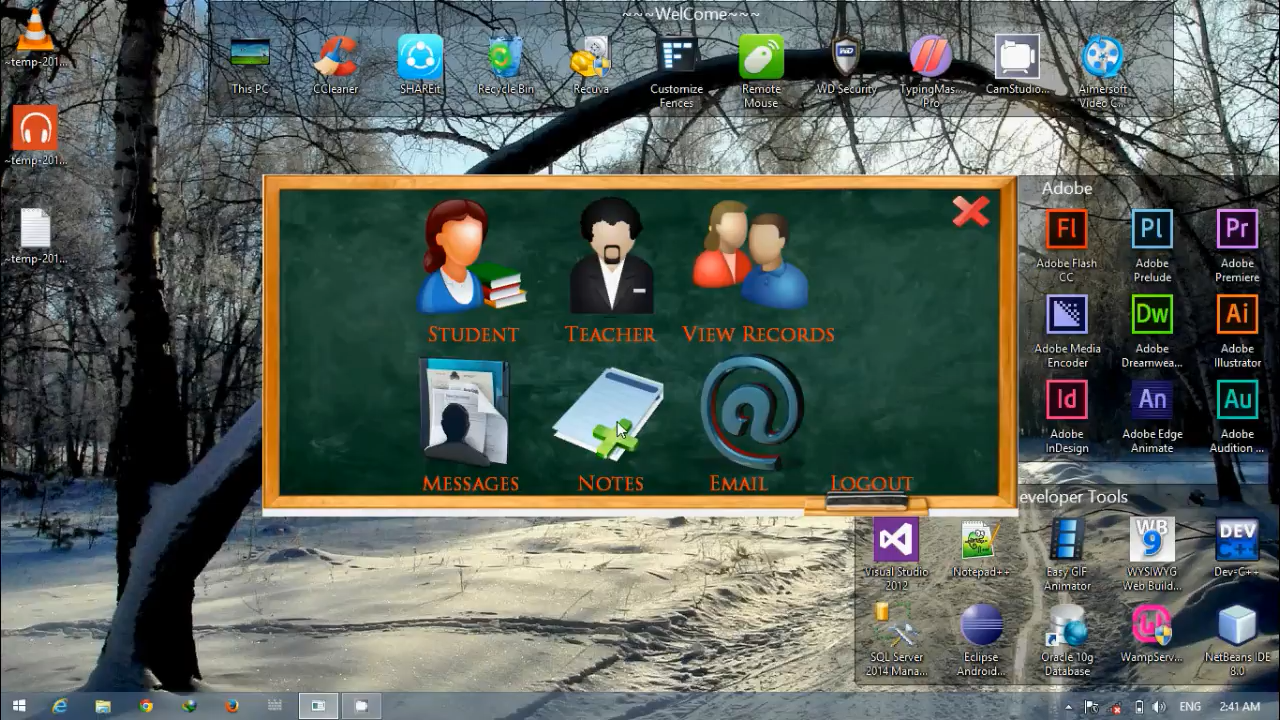 ~~~WelCome~~~
~temp-201...
This PC
CCleaner
SHAREit
Recycle Bin
Recuva
Customize
Fences
Remote
Mouse
WD
WD Security
TypingMas...
Pro
CamStudio...
Aimersoft
Video C...
~temp-201...
~temp-201...
STUDENT
TEACHER
VIEW RECORDS
MESSAGES
NOTES
EMAIL
LOGOUT
Adobe
Fl
Adobe Flash
CC
Pl
Adobe
Prelude
Pr
Adobe
Premiere
Adobe Media
Encoder
Dw
Adobe
Dreamwea...
Ai
Adobe
Illustrator
Id
Adobe
InDesign
An
Adobe Edge
Animate
Au
Adobe
Audition ...
eveloper Tools
Visual Studio
2012
Notepad++
Easy GIF
Animator
WB
9
WYSIWYG
Web Build...
DEV
C++
Dev-C++
SQL Server
2014 Mana...
Eclipse
Android...
Oracle 10g
Database
WampServ...
NetBeans IDE
8.0
ENG
2:41 AM